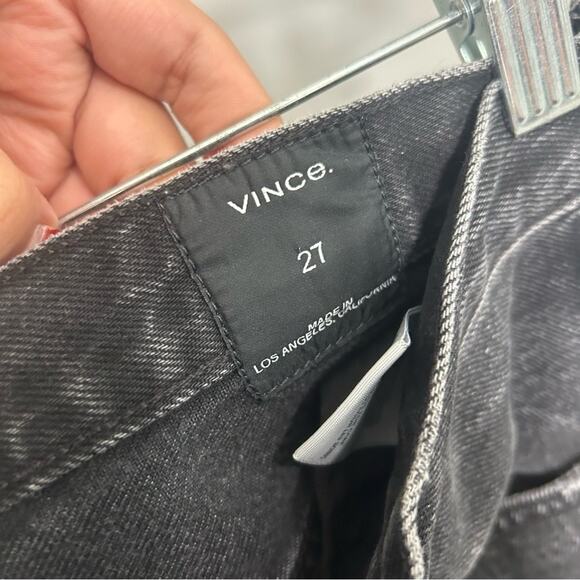 VINCE.
27
MADE IN
LOS ANGELES, CALIFORNIA